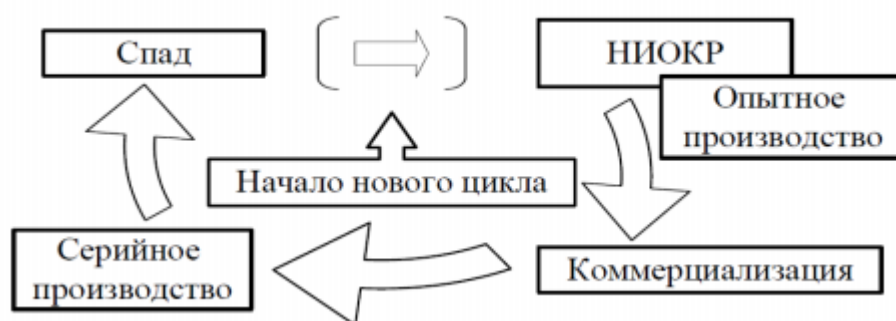 Спад
НИОКР
Опытное
производство
Начало нового цикла
Серийное
производство
Коммерциализация